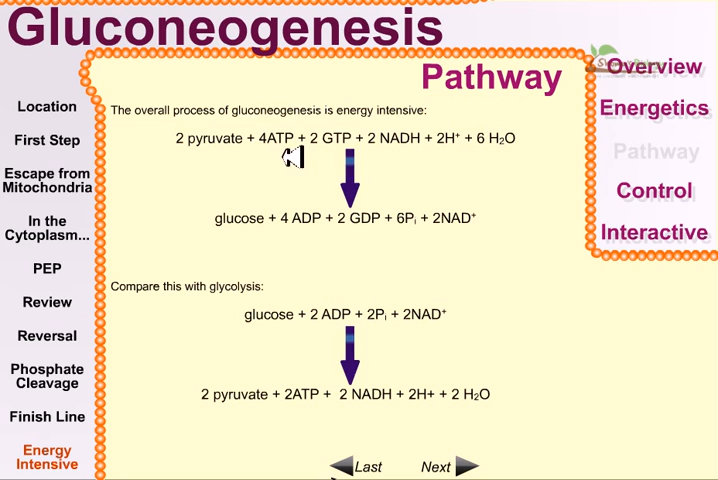 Gluconeogenesis
Pathway
Overview
Energetics
Pathway
Control
Interactive
Location
First Step
Escape from
Mitochondria
In the
Cytoplasm...
PEP
Review
Reversal
Phosphate
Cleavage
Finish Line
Energy
Intensive
The overall process of gluconeogenesis is energy intensive:
2 pyruvate + 4ATP + 2 GTP + 2 NADH + 2H⁺ + 6 H₂O
glucose + 4 ADP + 2 GDP + 6Pᵢ + 2NAD⁺
Compare this with glycolysis:
glucose + 2 ADP + 2Pᵢ + 2NAD⁺
2 pyruvate + 2ATP + 2 NADH + 2H+ + 2 H₂O
Last Next